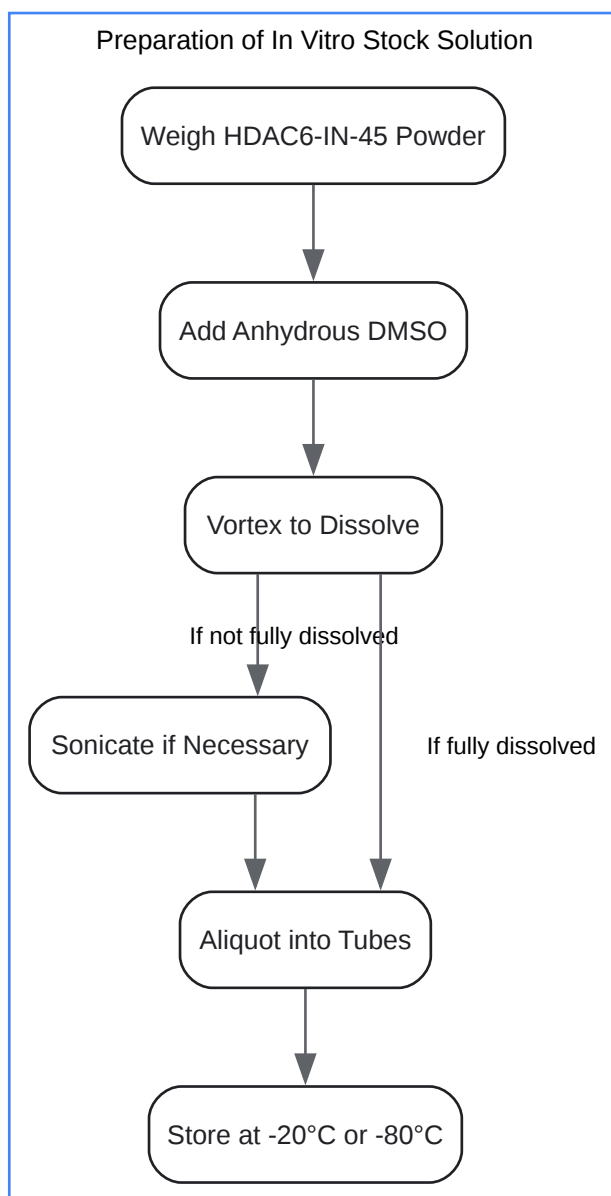 Preparation of In Vitro Stock Solution
Weigh HDAC6-IN-45 Powder
Add Anhydrous DMSO
Vortex to Dissolve
If not fully dissolved
Sonicate if Necessary
If fully dissolved
Aliquot into Tubes
Store at -20°C or -80°C